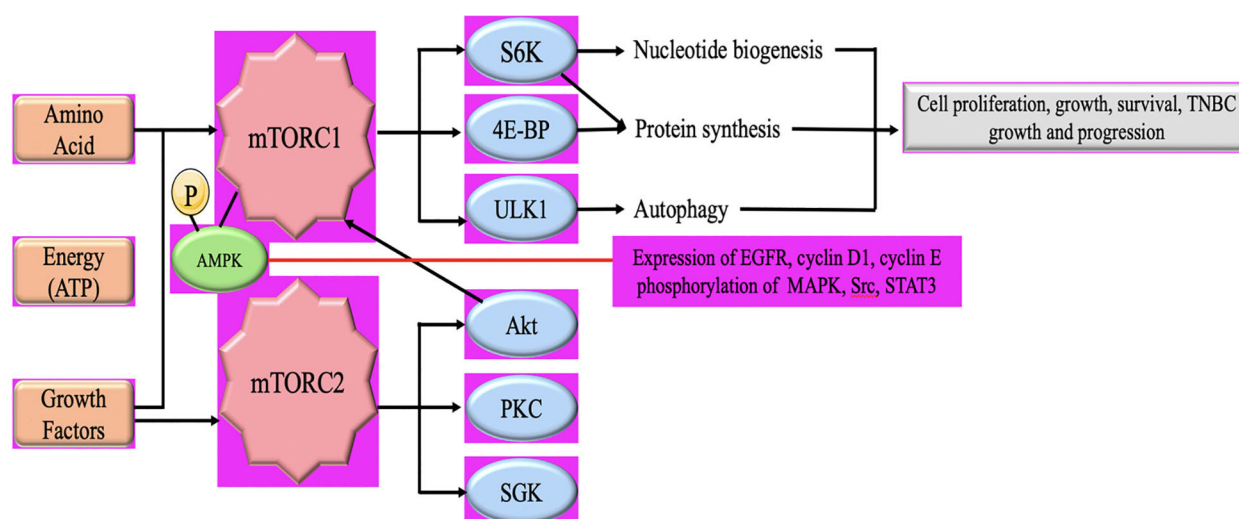 Amino
Acid
Energy
(ATP)
Growth
Factors
mTORC1
P
AMPK
mTORC2
S6K
4E-BP
ULK1
Akt
PKC
SGK
Nucleotide biogenesis
Protein synthesis
Autophagy
Cell proliferation, growth, survival, TNBC
growth and progression
Expression of EGFR, cyclin D1, cyclin E
phosphorylation of MAPK, Src, STAT3